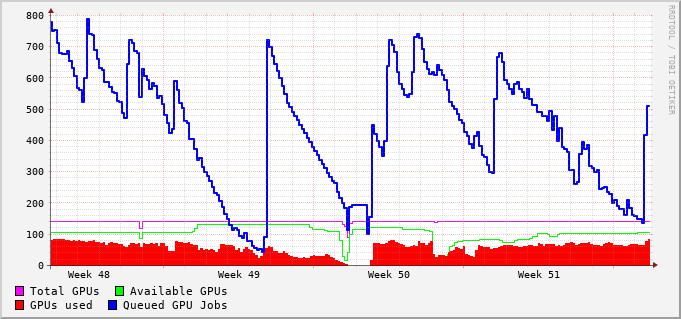 800
700
600
500
400
300
200
100
0
Week 48 Week 49 Week 50 Week 51
Total GPUs Available GPUs
GPUs used Queued GPU Jobs
RRDTOOL / TOBI OETIKER